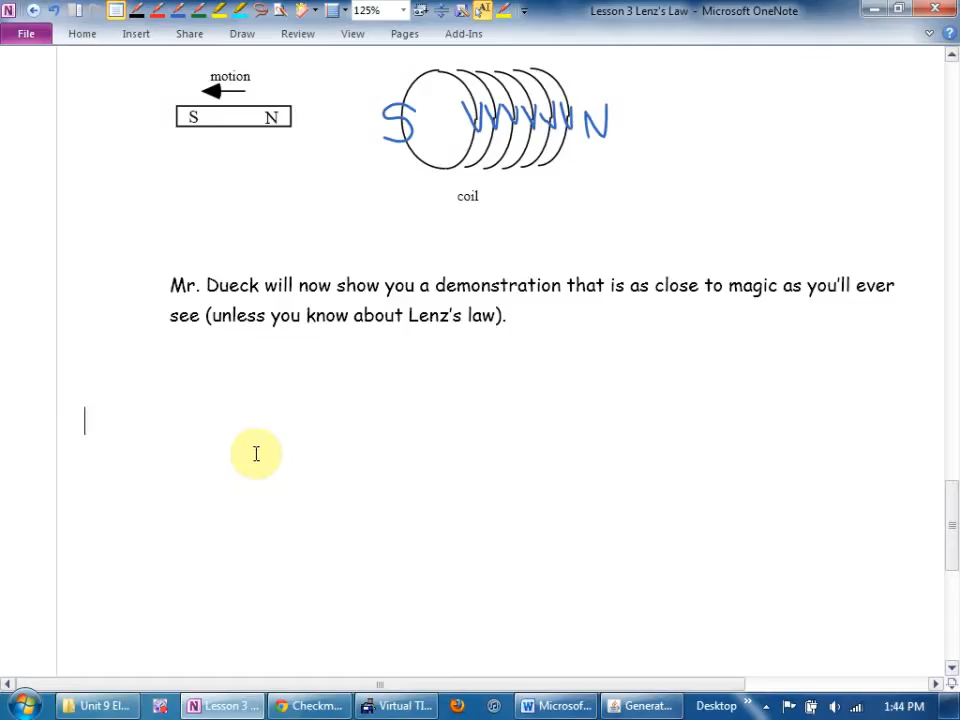 125%
Lesson 3 Lenz's Law - Microsoft OneNote
File Home Insert Share Draw Review View Pages Add-Ins
motion
S N
S N
coil
Mr. Dueck will now show you a demonstration that is as close to magic as you'll ever
see (unless you know about Lenz's law).
Unit 9 El... Lesson 3 ... Checkm... Virtual TI... Microsof... Generat... Desktop 1:44 PM